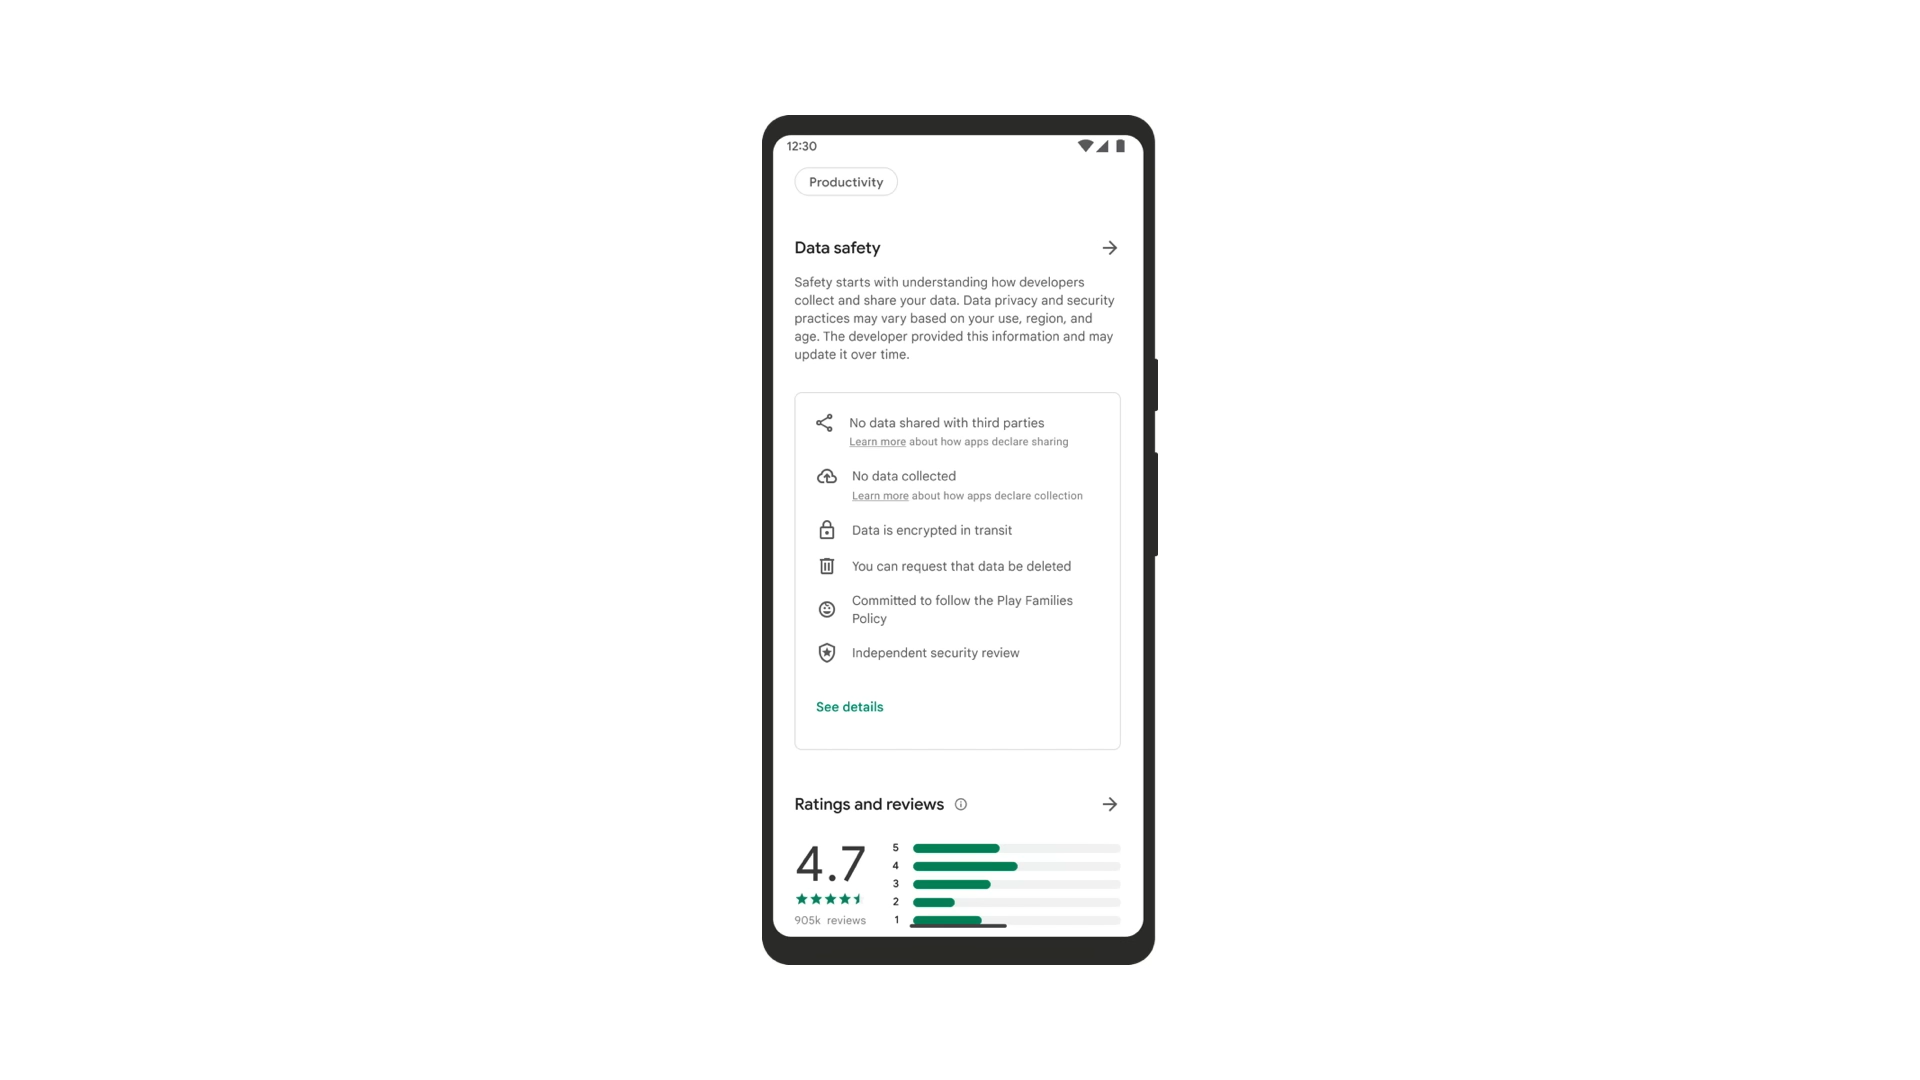 12:30
Productivity
Data safety
Safety starts with understanding how developers
collect and share your data. Data privacy and security
practices may vary based on your use, region, and
age. The developer provided this information and may
update it over time.
No data shared with third parties
Learn more about how apps declare sharing
No data collected
Learn more about how apps declare collection
Data is encrypted in transit
You can request that data be deleted
Committed to follow the Play Families
Policy
Independent security review
See details
Ratings and reviews
4.7
905k reviews
5
4
3
2
1